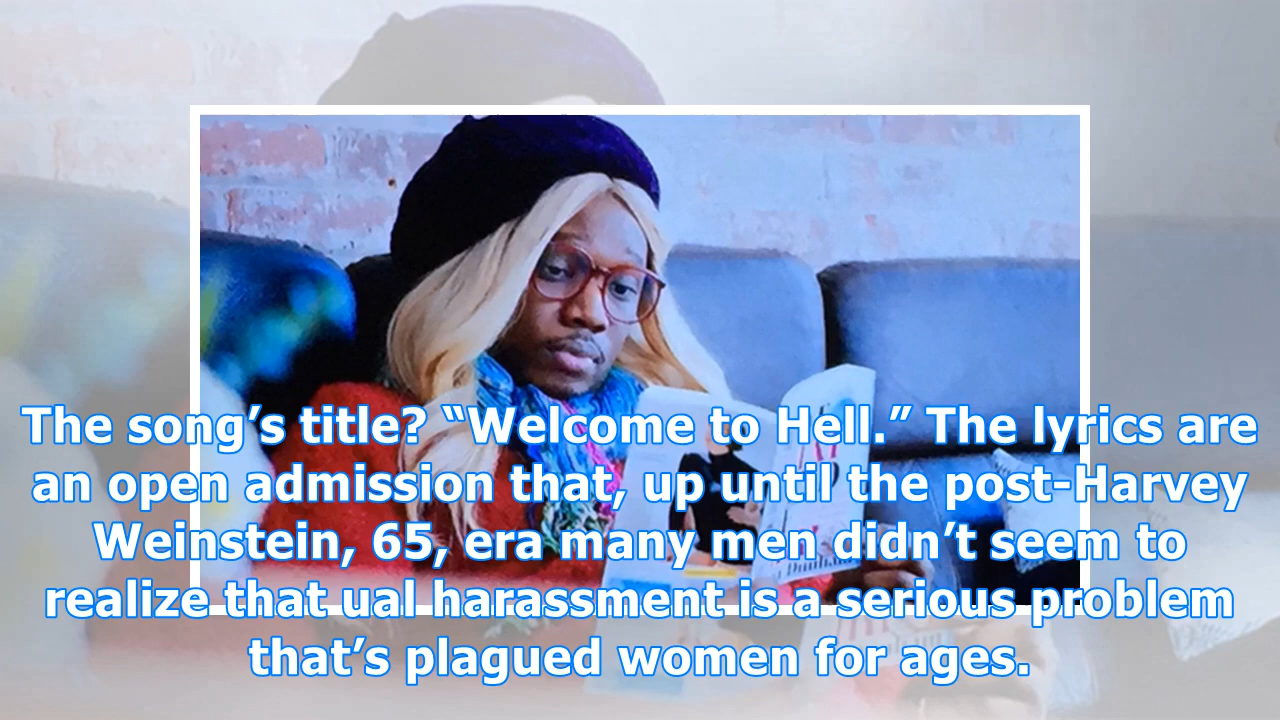 The song’s title? “Welcome to Hell.” The lyrics are
an open admission that, up until the post-Harvey
Weinstein, 65, era many men didn’t seem to
realize that ual harassment is a serious problem
that’s plagued women for ages.